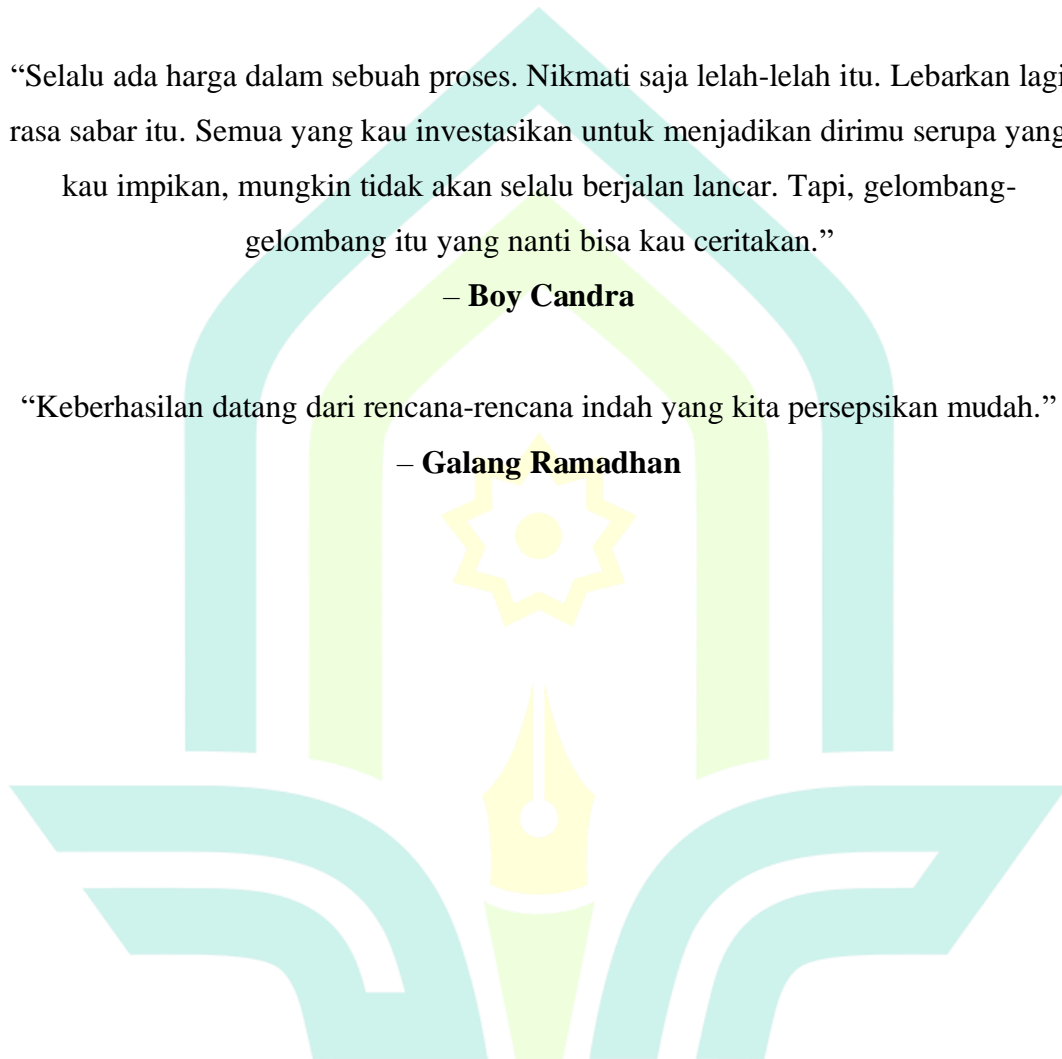 “Selalu ada harga dalam sebuah proses. Nikmati saja lelah-lelah itu. Lebarkan lagi
rasa sabar itu. Semua yang kau investasikan untuk menjadikan dirimu serupa yang
kau impikan, mungkin tidak akan selalu berjalan lancar. Tapi, gelombang-
gelombang itu yang nanti bisa kau ceritakan.”
– Boy Candra
“Keberhasilan datang dari rencana-rencana indah yang kita persepsikan mudah.”
– Galang Ramadhan